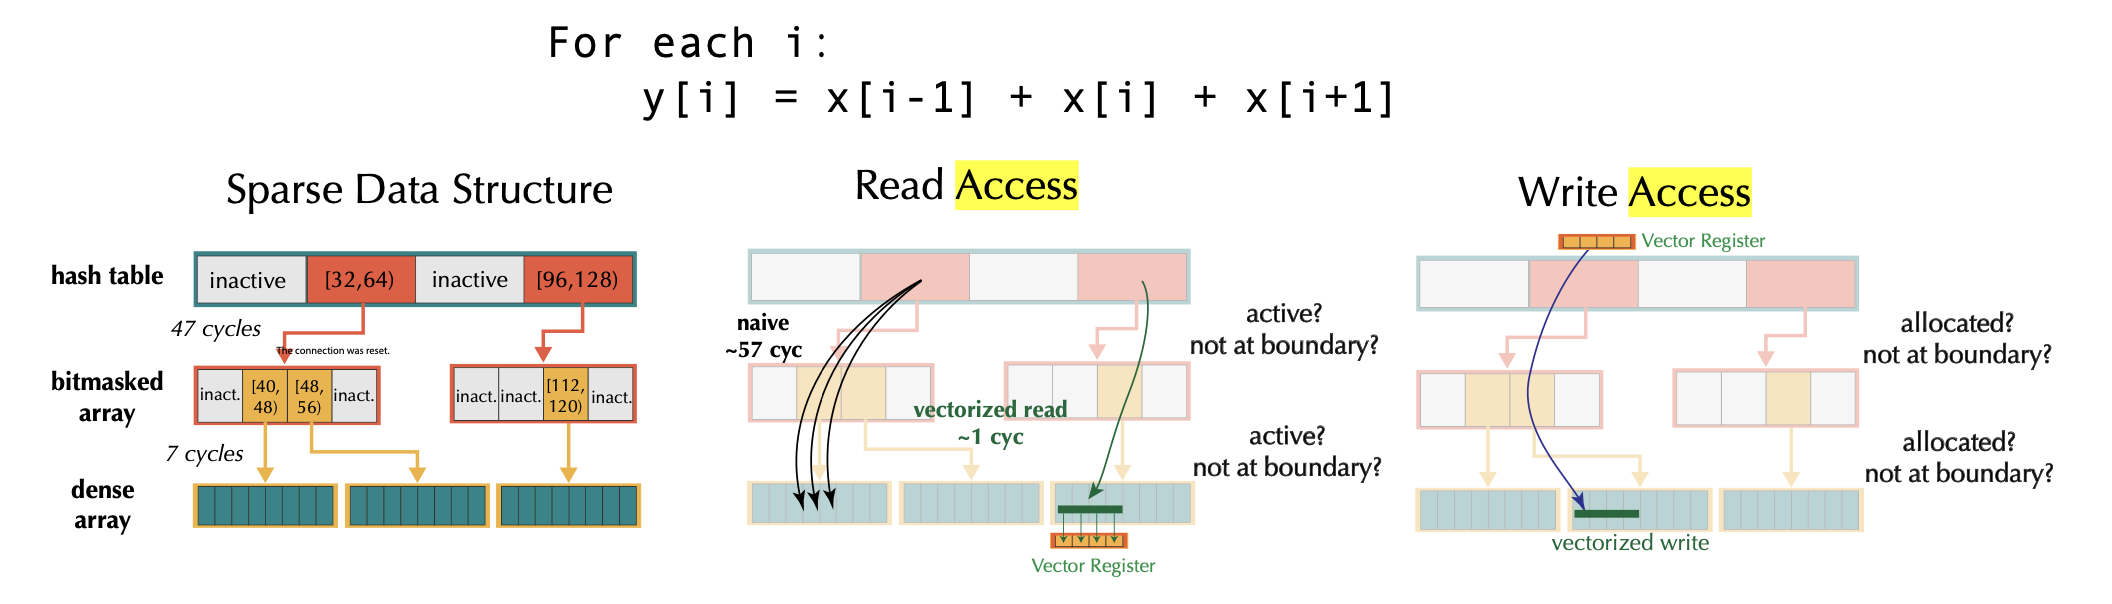 For each i:
y[i] = x[i-1] + x[i] + x[i+1]
Sparse Data Structure
hash table
inactive
[32,64)
inactive
[96,128)
47 cycles
The connection was reset.
bitmasked
array
inact.
[40,
48)
[48,
56)
inact.
inact.
inact.
[112,
120)
inact.
7 cycles
dense
array
Read Access
naive
~57 cyc
vectorized read
~1 cyc
active?
not at boundary?
active?
not at boundary?
Vector Register
Write Access
Vector Register
allocated?
not at boundary?
allocated?
not at boundary?
vectorized write